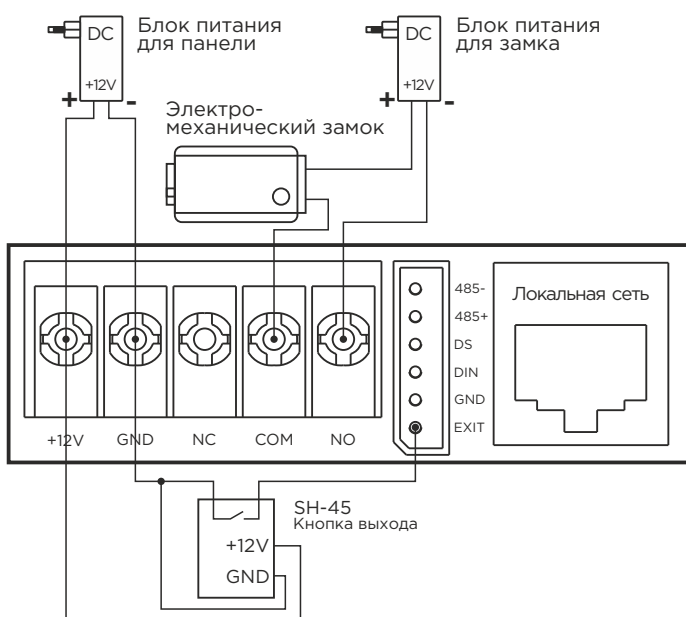 Блок питания
для панели
DC
+12V
+ -
Блок питания
для замка
DC
+12V
+ -
Электро-
механический замок
485-
485+
DS
DIN
GND
EXIT
Локальная сеть
+12V GND NC COM NO
SH-45
Кнопка выхода
+12V
GND